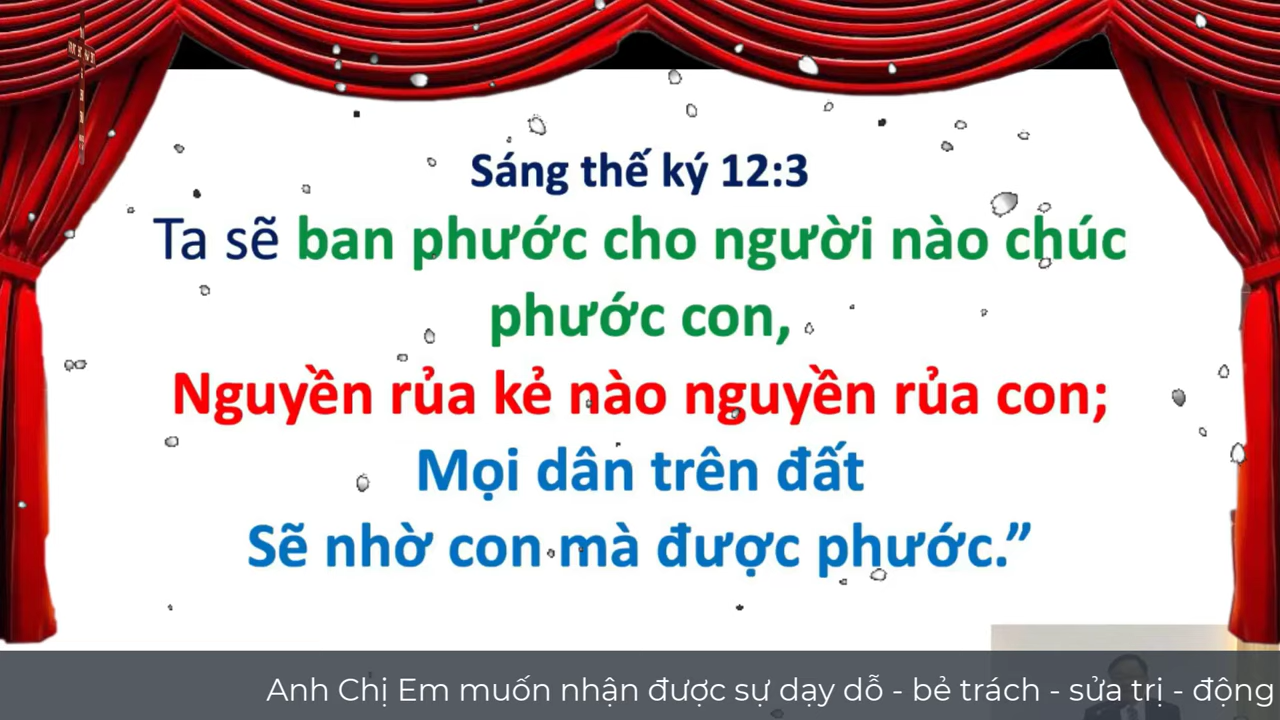 Sáng thế ký 12:3
Ta sẽ ban phước cho người nào chúc
phước con,
Nguyền rủa kẻ nào nguyền rủa con;
Mọi dân trên đất
Sẽ nhờ con mà được phước.”
Anh Chị Em muốn nhận được sự dạy dỗ - bẻ trách - sửa trị - động